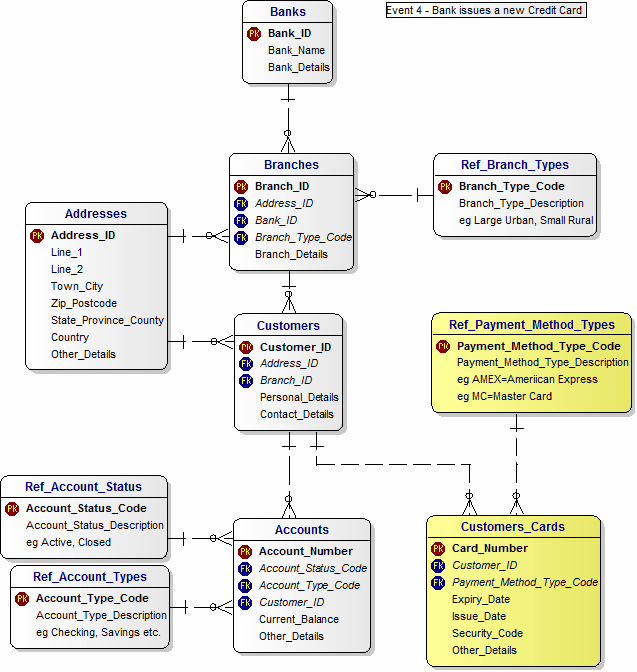 Banks
Event 4 - Bank issues a new Credit Card
PK Bank_ID
Bank_Name
Bank_Details
Branches
PK Branch_ID
FK Address_ID
FK Bank_ID
FK Branch_Type_Code
Branch_Details
Ref_Branch_Types
PK Branch_Type_Code
Branch_Type_Description
eg Large Urban, Small Rural
Addresses
PK Address_ID
Line_1
Line_2
Town_City
Zip_Postcode
State_Province_County
Country
Other_Details
Customers
PK Customer_ID
FK Address_ID
FK Branch_ID
Personal_Details
Contact_Details
Ref_Payment_Method_Types
PK Payment_Method_Type_Code
Payment_Method_Type_Description
eg AMEX=Ameriican Express
eg MC=Master Card
Ref_Account_Status
PK Account_Status_Code
Account_Status_Description
eg Active, Closed
Ref_Account_Types
PK Account_Type_Code
Account_Type_Description
eg Checking, Savings etc.
Accounts
PK Account_Number
FK Account_Status_Code
FK Account_Type_Code
FK Customer_ID
Current_Balance
Other_Details
Customers_Cards
PK Card_Number
FK Customer_ID
FK Payment_Method_Type_Code
Expiry_Date
Issue_Date
Security_Code
Other_Details